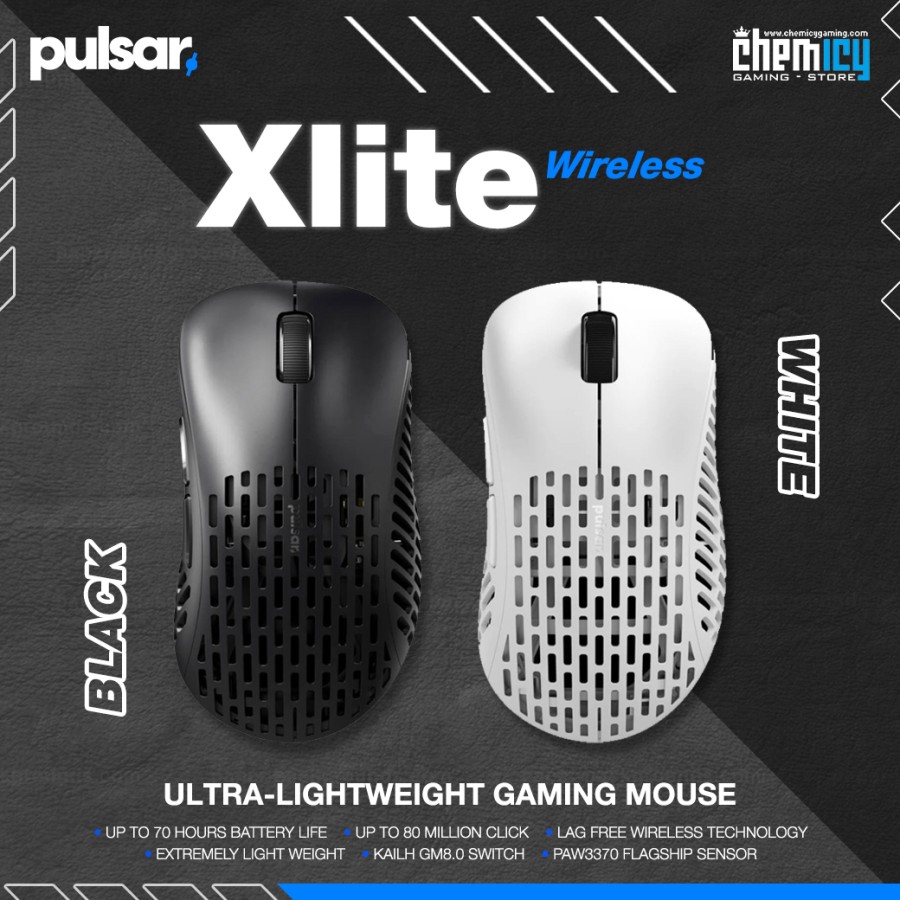 pulsar
www.chemicygaming.com
CHEMICY
GAMING - STORE
Xlite Wireless
WHITE
BLACK
pulsar.
pulsar.
ULTRA-LIGHTWEIGHT GAMING MOUSE
• UP TO 70 HOURS BATTERY LIFE • UP TO 80 MILLION CLICK • LAG FREE WIRELESS TECHNOLOGY
• EXTREMELY LIGHT WEIGHT • KAILH GM8.0 SWITCH • PAW3370 FLAGSHIP SENSOR